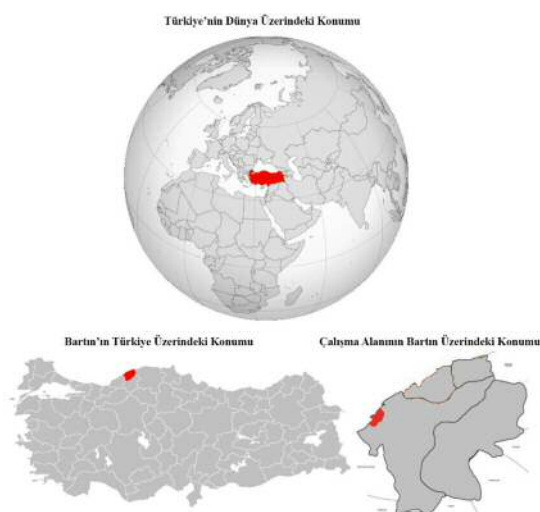 Türkiye’nin Dünya Üzerindeki Konumu
Bartın’ın Türkiye Üzerindeki Konumu
Çalışma Alanının Bartın Üzerindeki Konumu